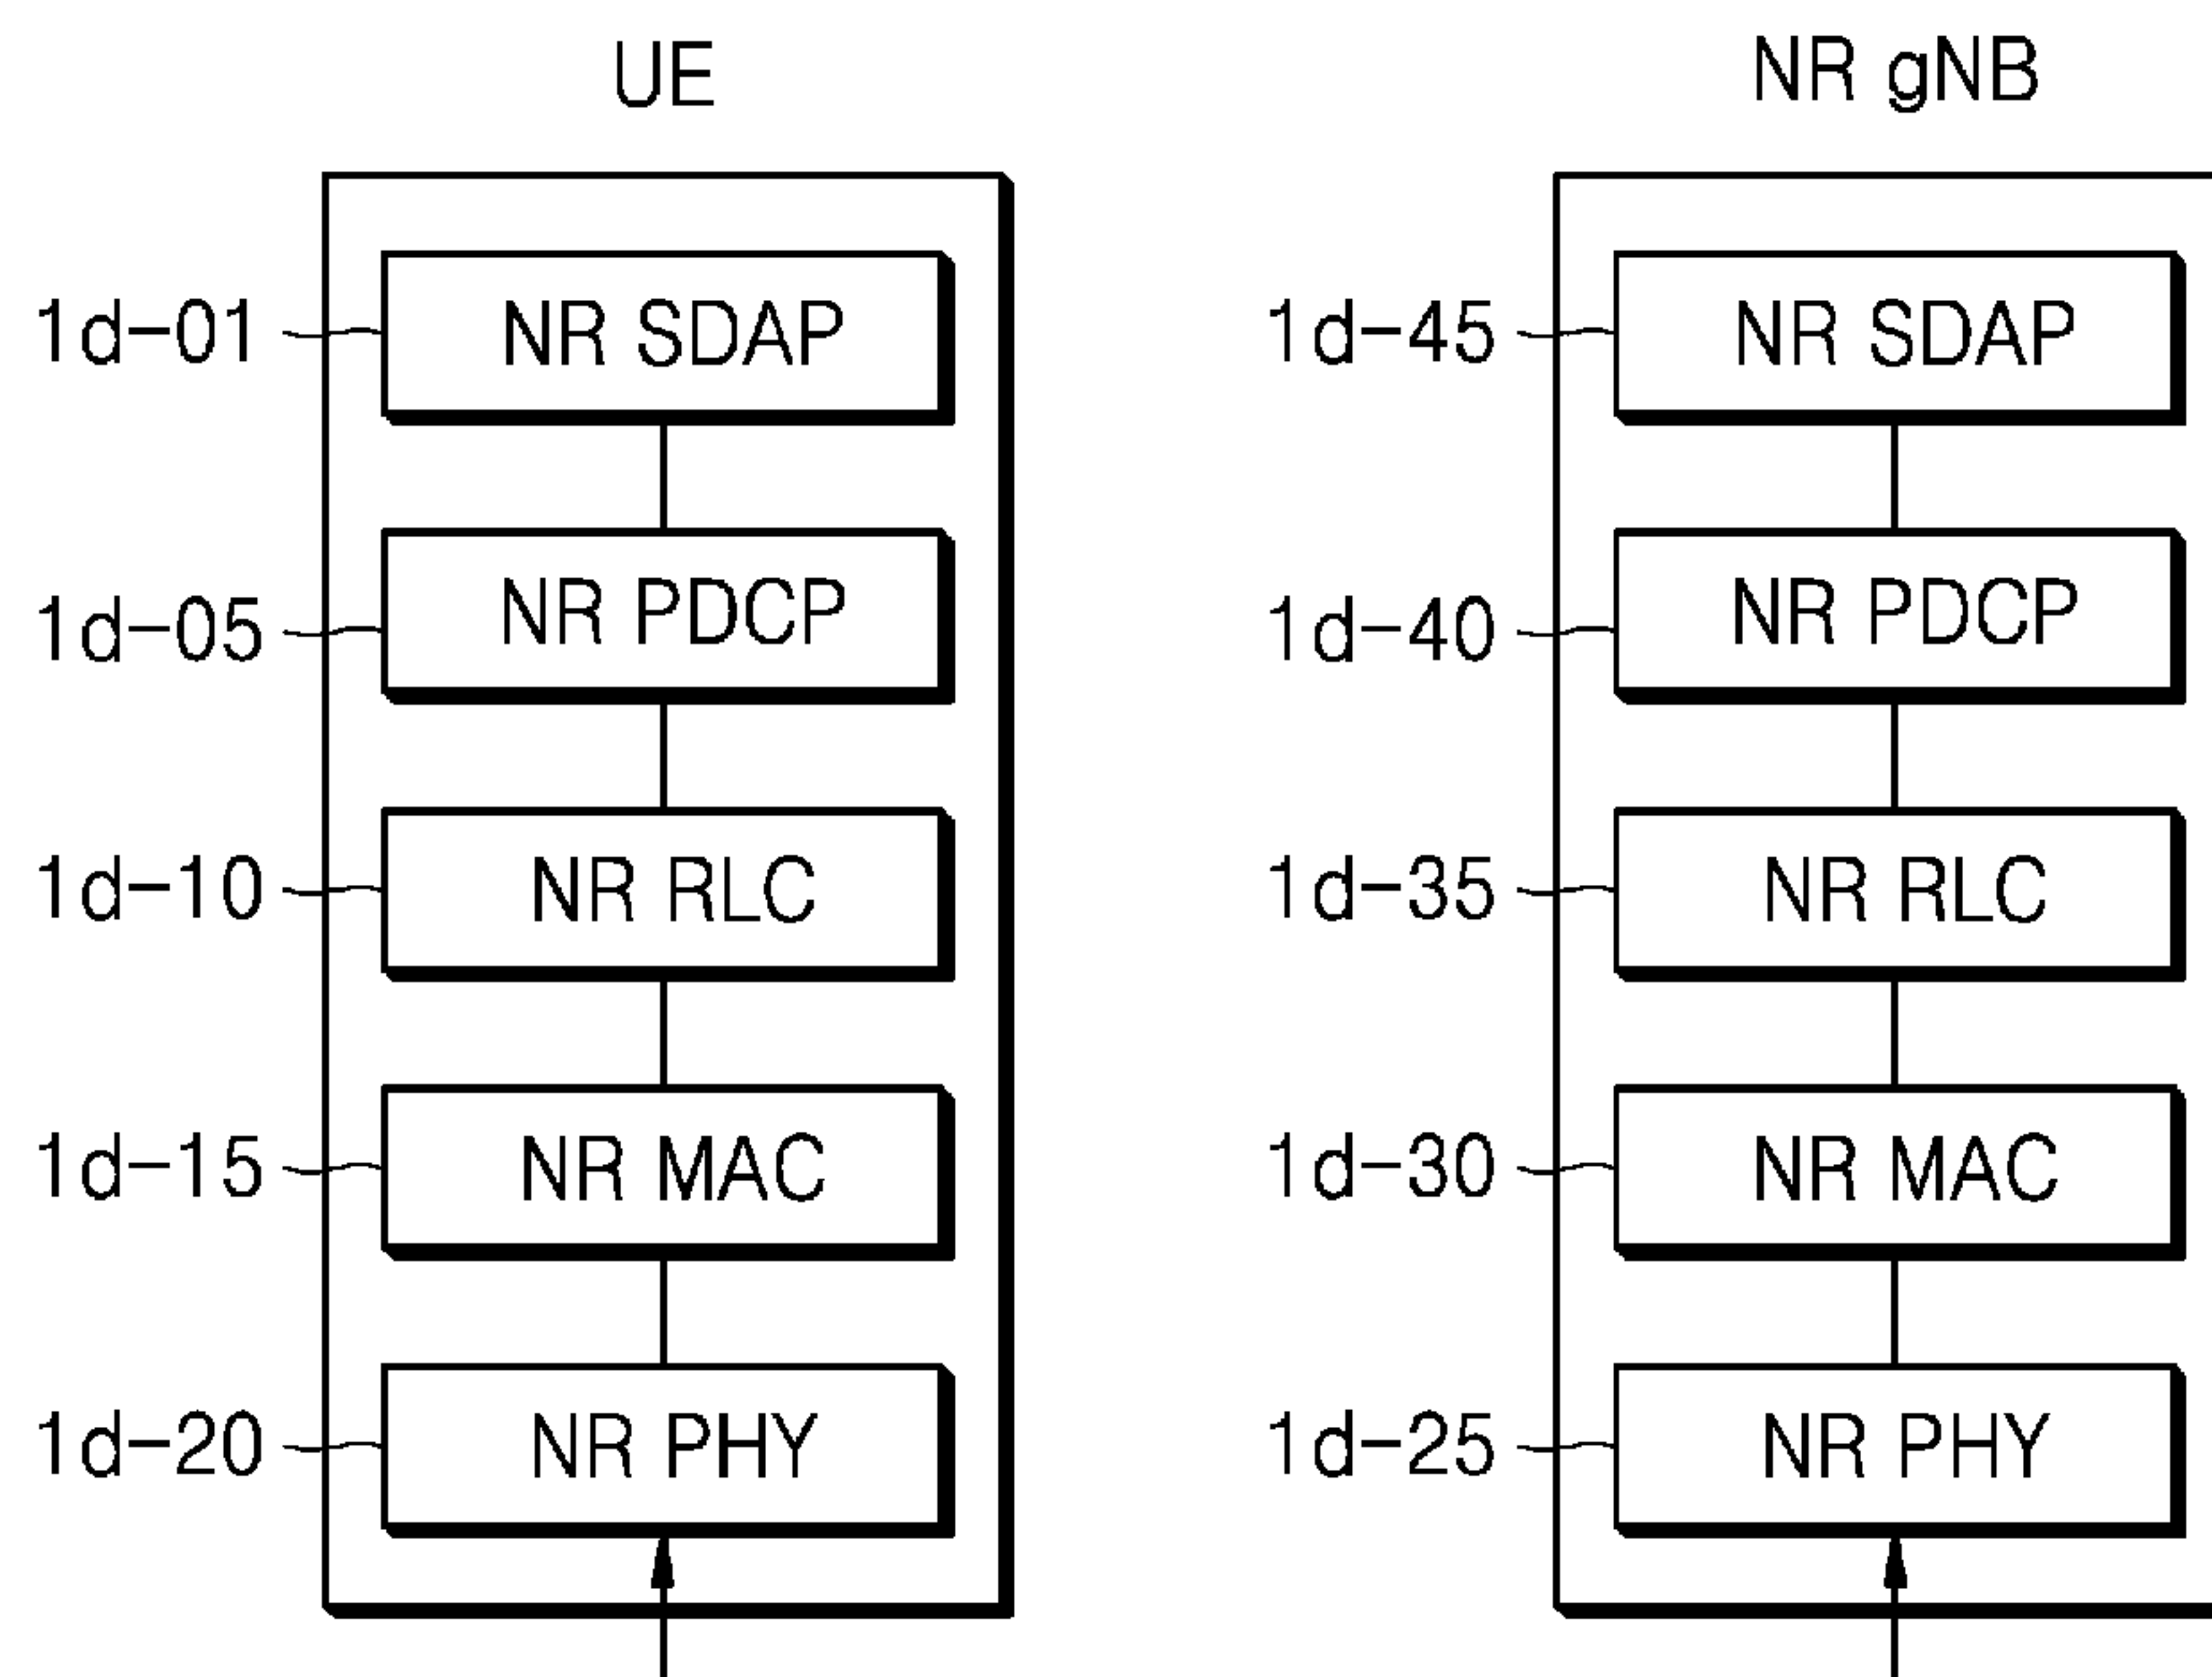 UE NR gNB
1d-01 NR SDAP 1d-45 NR SDAP
1d-05 NR PDCP 1d-40 NR PDCP
1d-10 NR RLC 1d-35 NR RLC
1d-15 NR MAC 1d-30 NR MAC
1d-20 NR PHY 1d-25 NR PHY